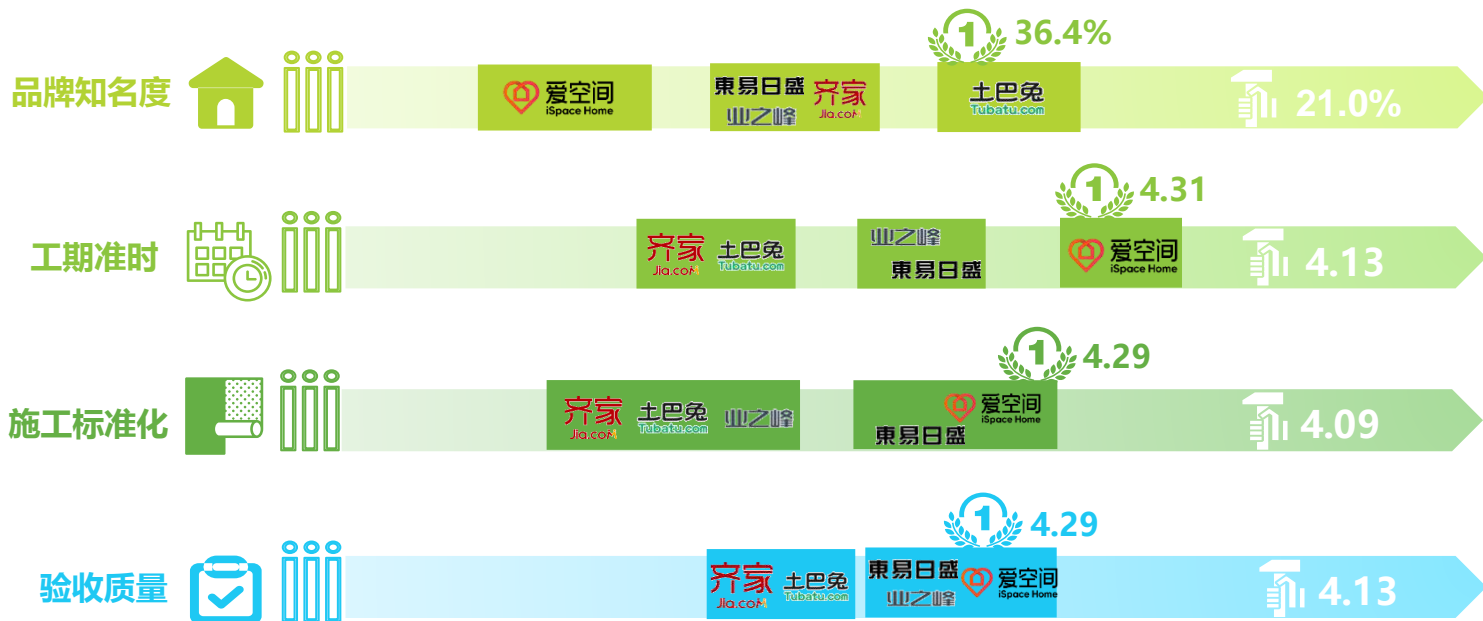 1 36.4%
品牌知名度
爱空间
iSpace Home
東易日盛
业之峰
齐家
Jia.com
土巴兔
Tubatu.com
21.0%
1 4.31
工期准时
齐家
Jia.com
土巴兔
Tubatu.com
业之峰
東易日盛
爱空间
iSpace Home
4.13
1 4.29
施工标准化
齐家
Jia.com
土巴兔
Tubatu.com
业之峰
爱空间
iSpace Home
東易日盛
4.09
1 4.29
验收质量
齐家
Jia.com
土巴兔
Tubatu.com
東易日盛
业之峰
爱空间
iSpace Home
4.13